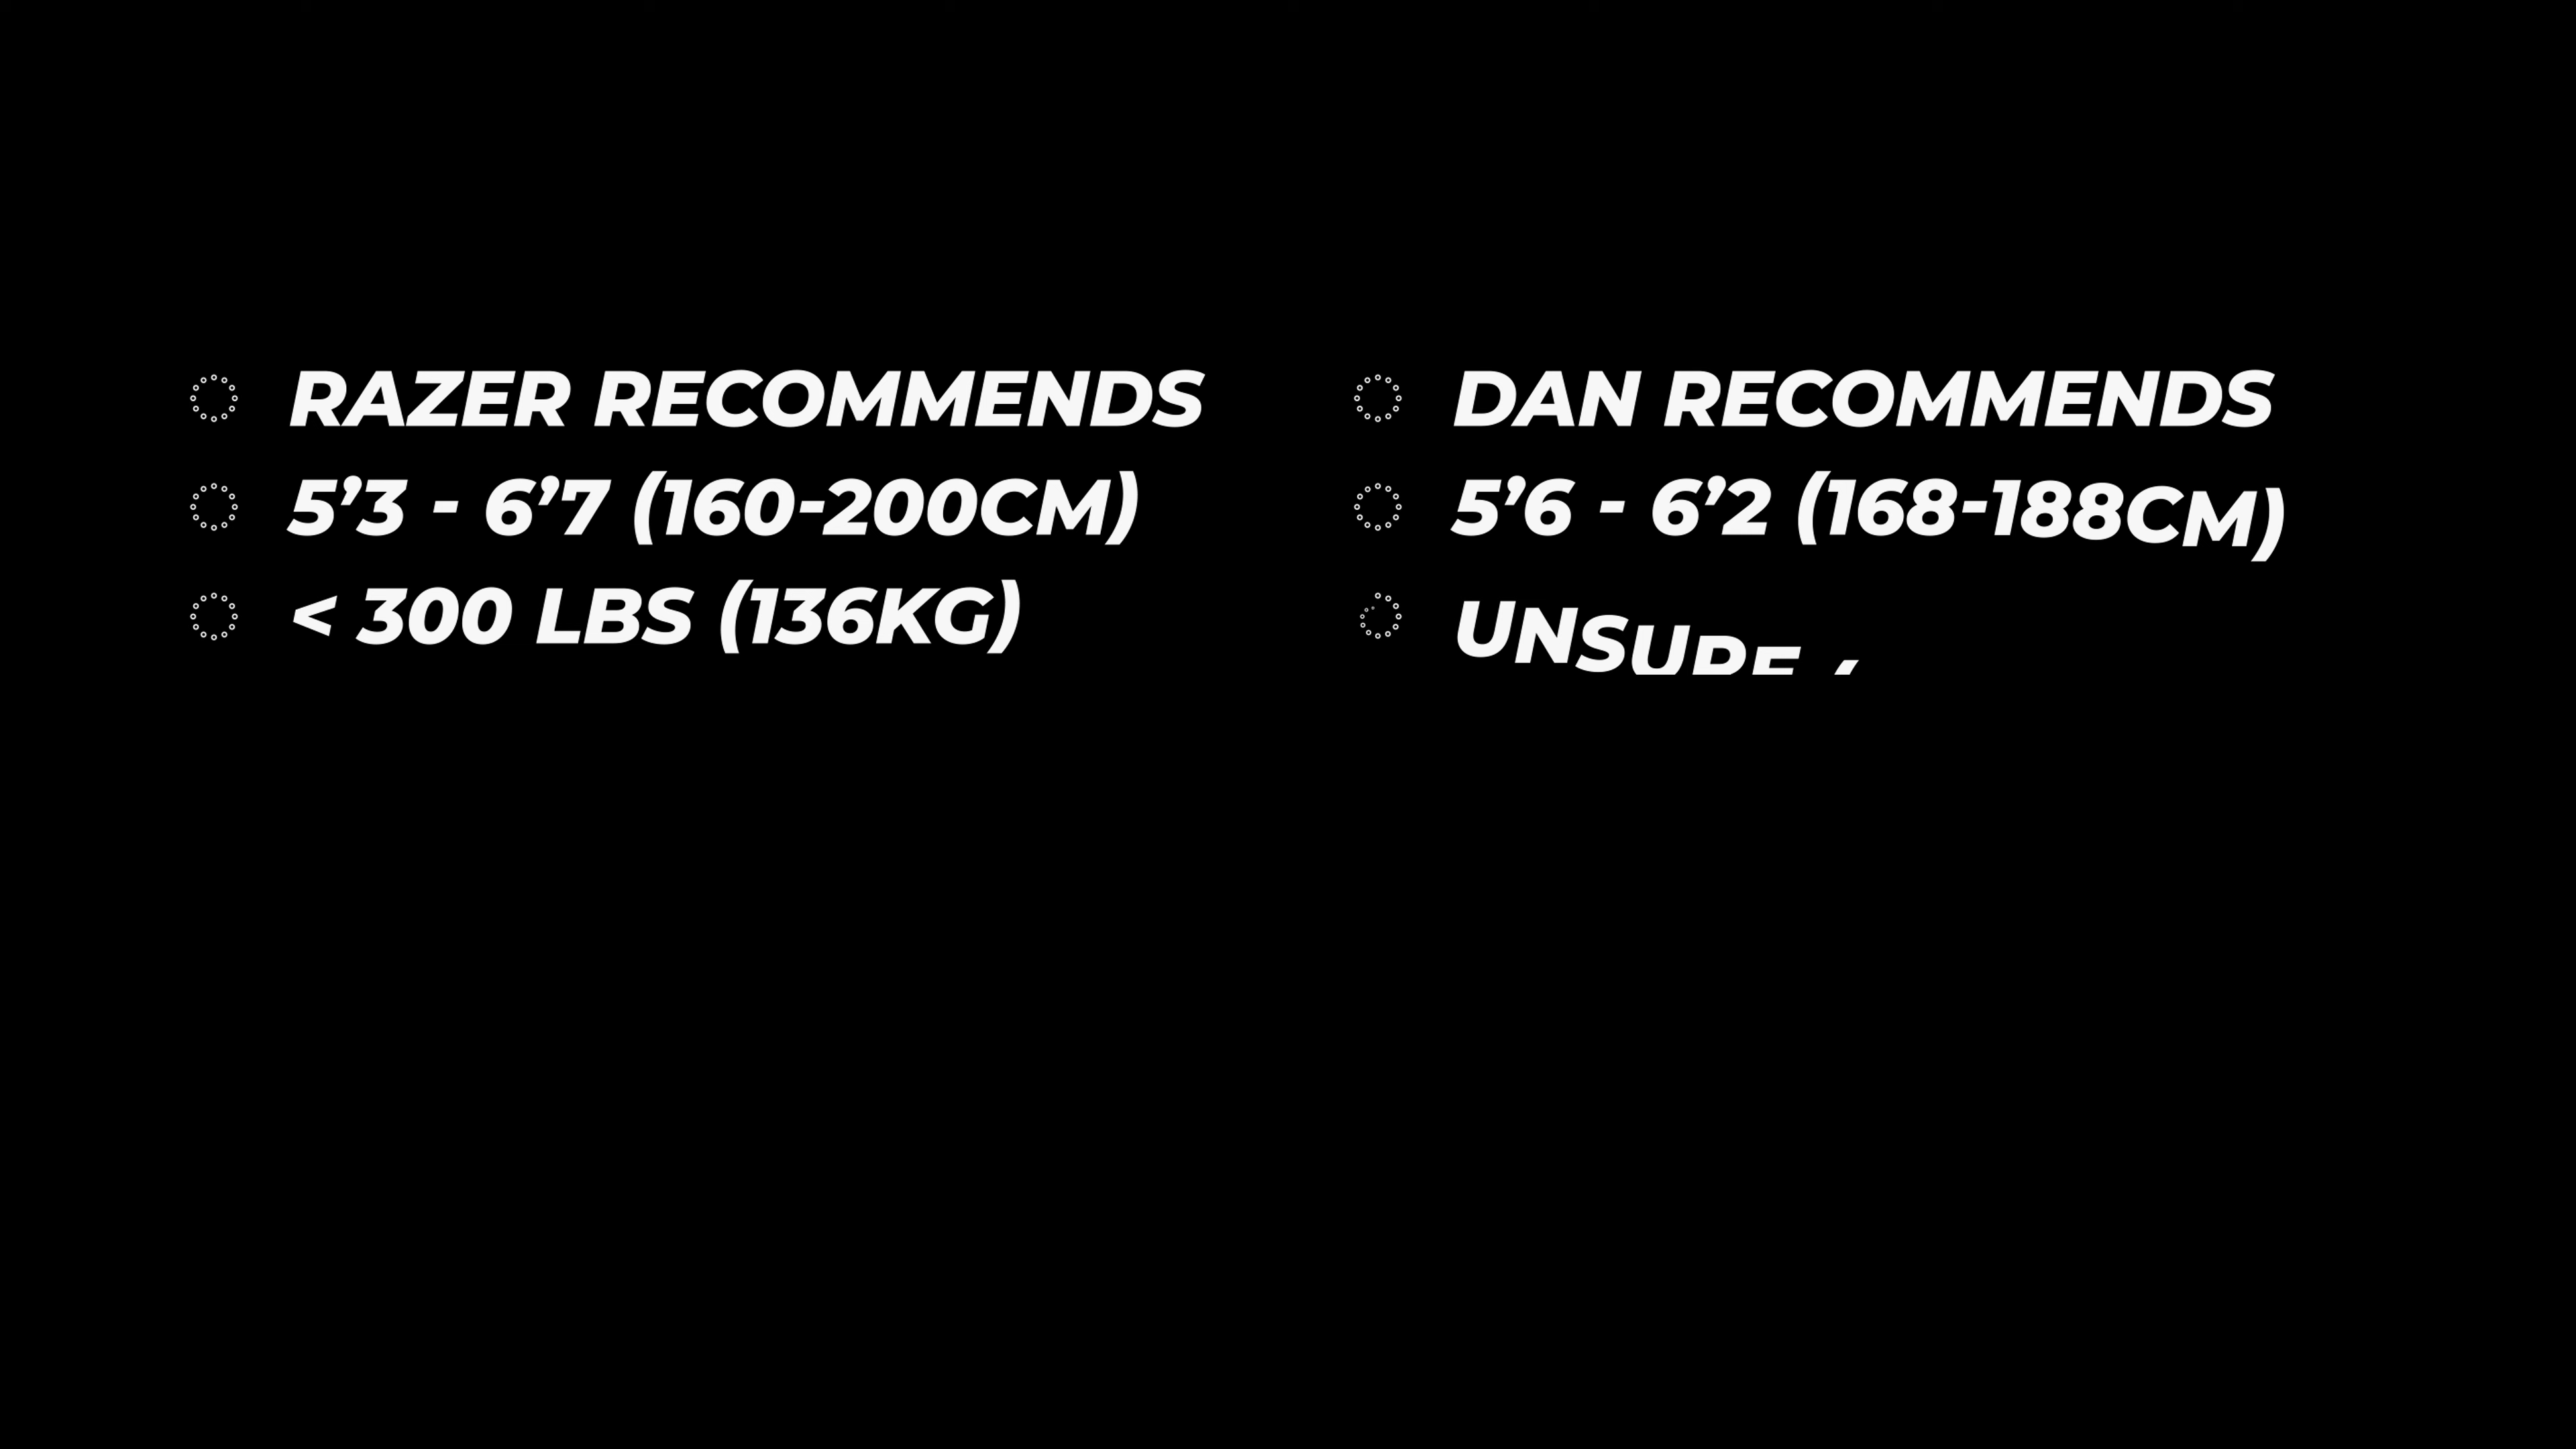 RAZER RECOMMENDS
5’3 - 6’7 (160-200CM)
< 300 LBS (136KG)
DAN RECOMMENDS
5’6 - 6’2 (168-188CM)
UNSURE